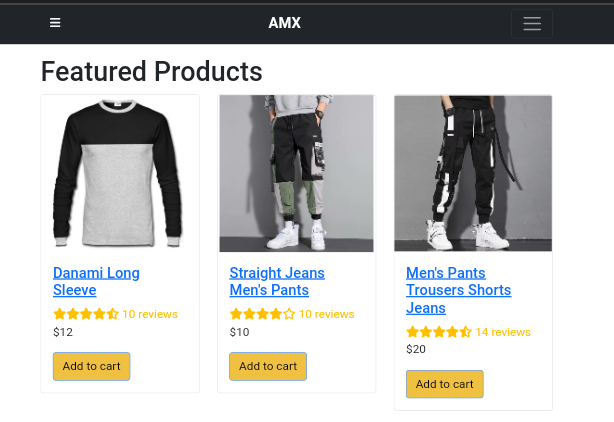 AMX
Featured Products
Danami Long
Sleeve
10 reviews
$12
Add to cart
Straight Jeans
Men's Pants
10 reviews
$10
Add to cart
Men's Pants
Trousers Shorts
Jeans
14 reviews
$20
Add to cart